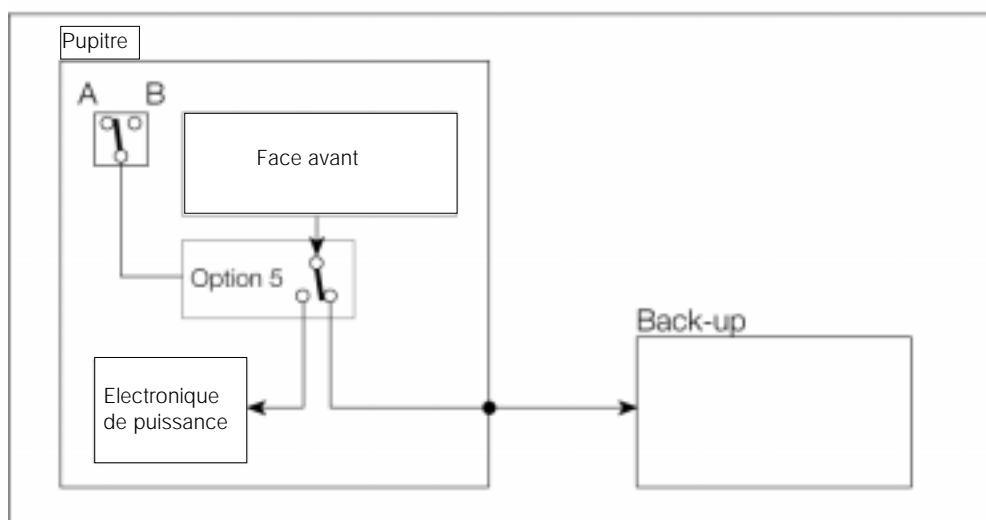 Pupitre
A B
Face avant
Option 5
Back-up
Electronique
de puissance